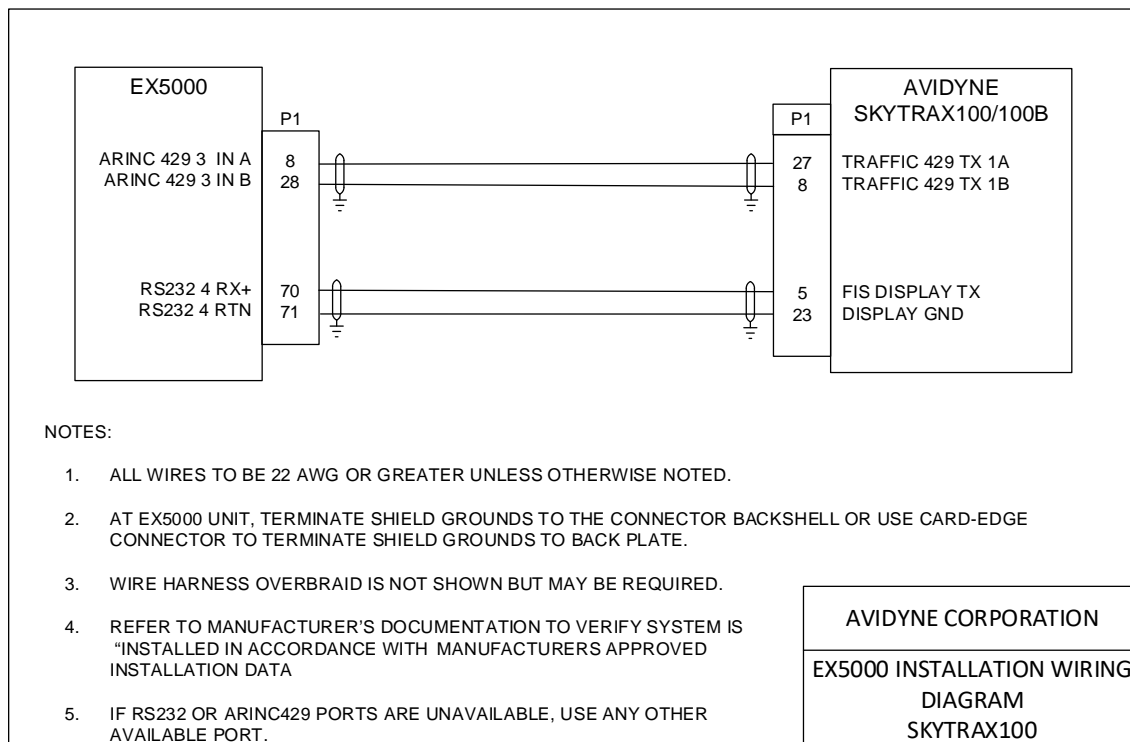 EX5000
P1
ARINC 429 3 IN A
8
ARINC 429 3 IN B
28
RS232 4 RX+
70
RS232 4 RTN
71
AVIDYNE
SKYTRAX100/100B
P1
27
TRAFFIC 429 TX 1A
8
TRAFFIC 429 TX 1B
5
FIS DISPLAY TX
23
DISPLAY GND
NOTES:
1. ALL WIRES TO BE 22 AWG OR GREATER UNLESS OTHERWISE NOTED.
2. AT EX5000 UNIT, TERMINATE SHIELD GROUNDS TO THE CONNECTOR BACKSHELL OR USE CARD-EDGE
CONNECTOR TO TERMINATE SHIELD GROUNDS TO BACK PLATE.
3. WIRE HARNESS OVERBRAID IS NOT SHOWN BUT MAY BE REQUIRED.
4. REFER TO MANUFACTURER'S DOCUMENTATION TO VERIFY SYSTEM IS
“INSTALLED IN ACCORDANCE WITH MANUFACTURERS APPROVED
INSTALLATION DATA
5. IF RS232 OR ARINC429 PORTS ARE UNAVAILABLE, USE ANY OTHER
AVAILABLE PORT.
AVIDYNE CORPORATION
EX5000 INSTALLATION WIRING
DIAGRAM
SKYTRAX100